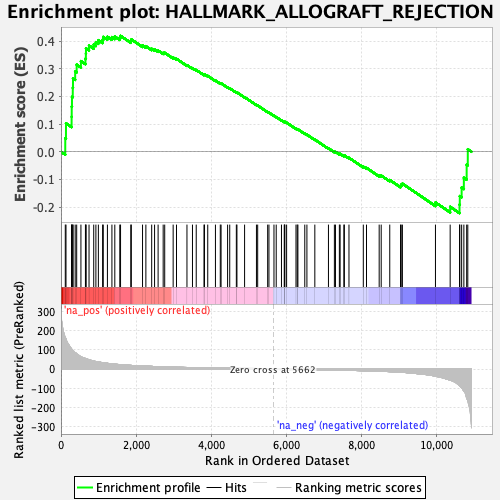 Enrichment plot: HALLMARK_ALLOGRAFT_REJECTION
Enrichment score (ES)
0.4
0.3
0.2
0.1
0.0
-0.1
-0.2
'na_pos' (positively correlated)
Ranked list metric (PreRanked)
300
200
100
0
-100
-200
-300
Zero cross at 5662
'na_neg' (negatively correlated)
0
2,000
4,000
6,000
8,000
10,000
Rank in Ordered Dataset
Enrichment profile
Hits
Ranking metric scores